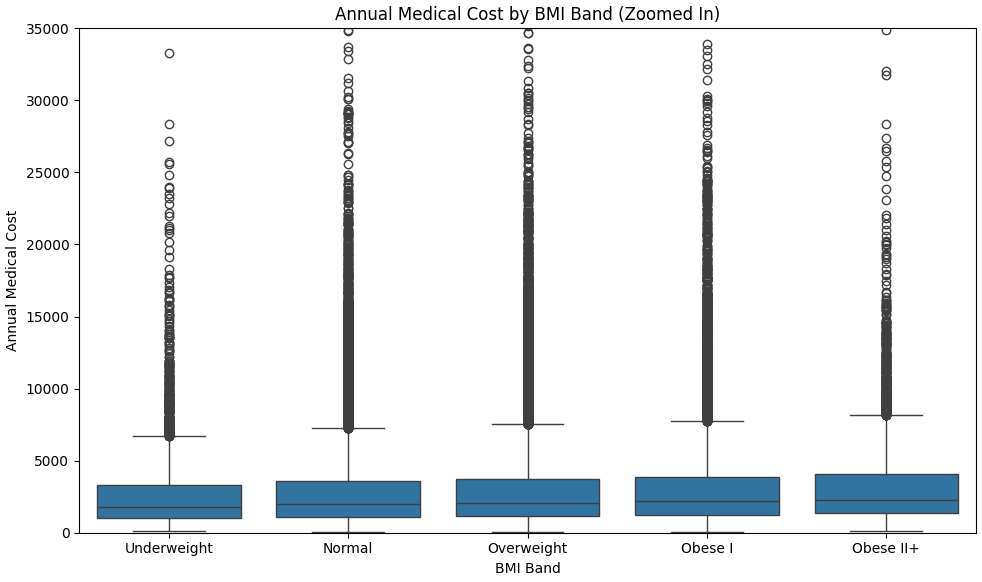 Annual Medical Cost by BMI Band (Zoomed In)
Annual Medical Cost
35000
30000
25000
20000
15000
10000
5000
0
Underweight
Normal
Overweight
Obese I
Obese II+
BMI Band